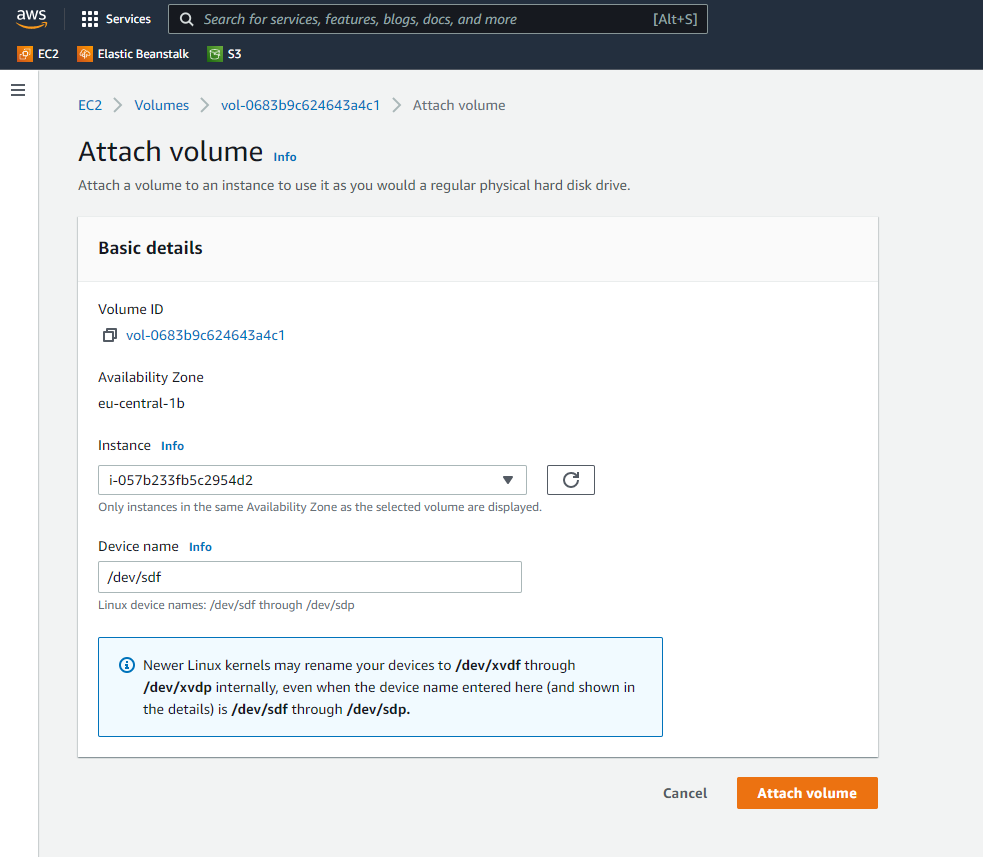 aws
Services
Search for services, features, blogs, docs, and more
[Alt+S]
EC2
Elastic Beanstalk
S3
EC2 > Volumes > vol-0683b9c624643a4c1 > Attach volume
Attach volume Info
Attach a volume to an instance to use it as you would a regular physical hard disk drive.
Basic details
Volume ID
vol-0683b9c624643a4c1
Availability Zone
eu-central-1b
Instance Info
i-057b233fb5c2954d2
Only instances in the same Availability Zone as the selected volume are displayed.
Device name Info
/dev/sdf
Linux device names: /dev/sdf through /dev/sdp
Newer Linux kernels may rename your devices to /dev/xvdf through
/dev/xvdp internally, even when the device name entered here (and shown in
the details) is /dev/sdf through /dev/sdp.
Cancel
Attach volume